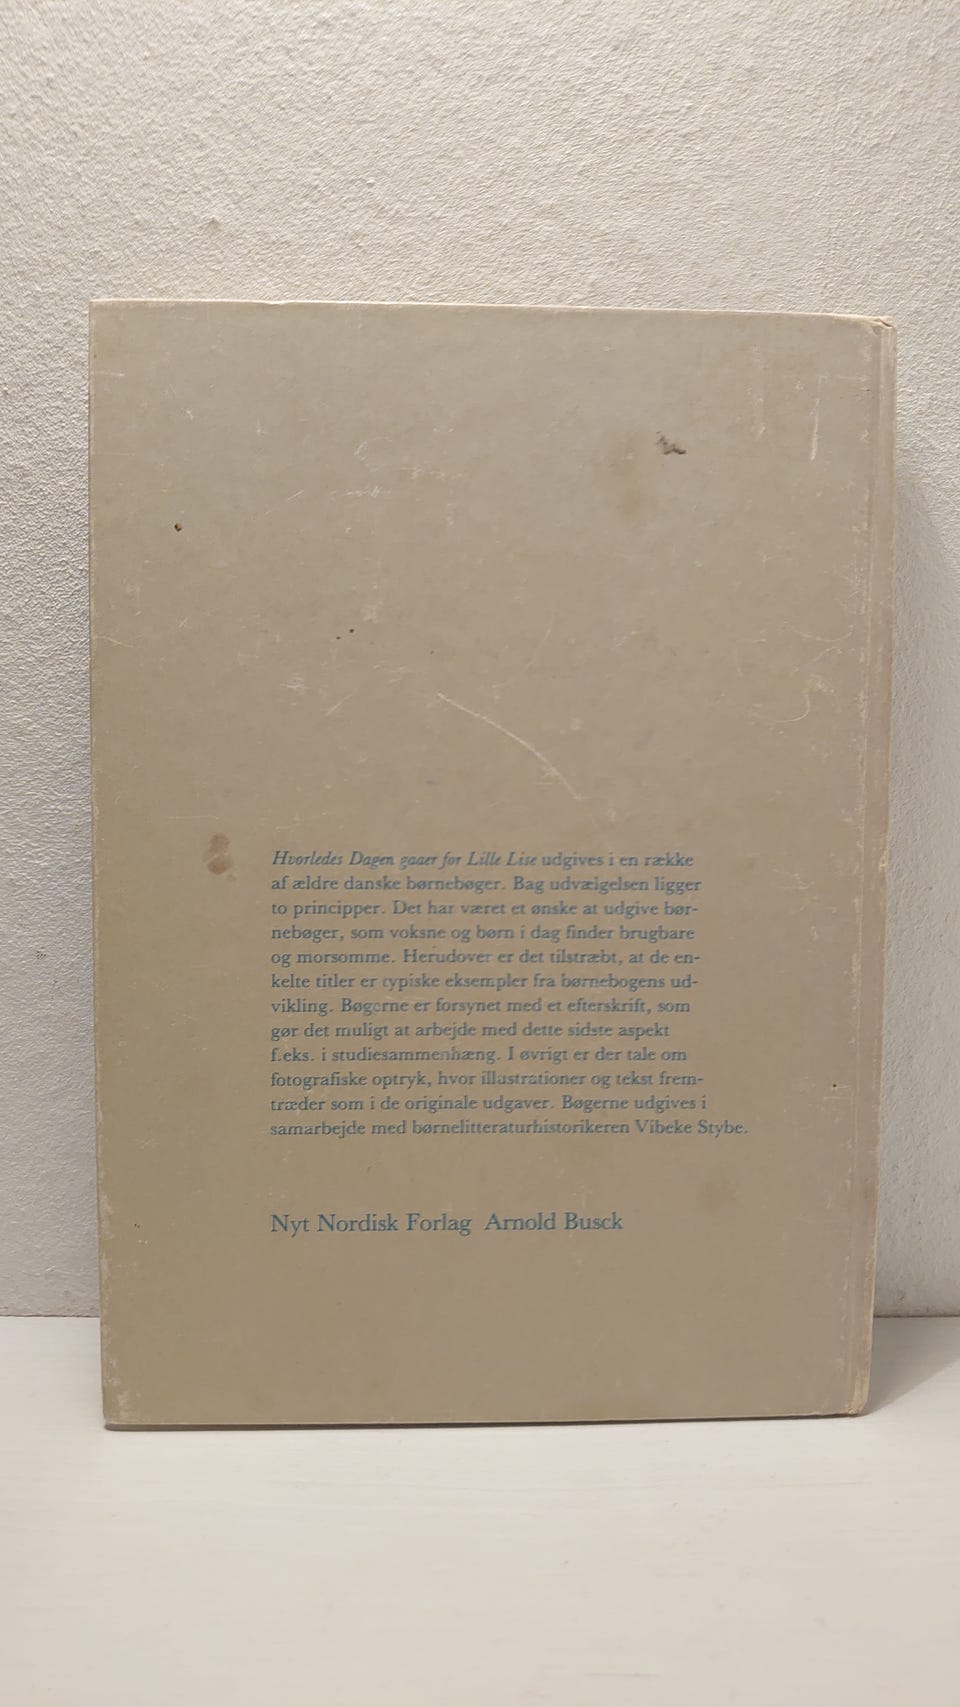 Hvorledes Dagen gaaer for Lille Lise udgives i en række
af ældre danske børnebøger. Bag udvælgelsen ligger
to principper. Det har været et ønske at udgive bør-
nebøger, som voksne og børn i dag finder brugbare
og morsomme. Herudover er det tilstræbt, at de en-
kelte titler er typiske eksempler fra børnebogens ud-
vikling. Bøgerne er forsynet med et efterskrift, som
gør det muligt at arbejde med dette sidste aspekt
f.eks. i studiesammenhæng. I øvrigt er der tale om
fotografiske optryk, hvor illustrationer og tekst frem-
træder som i de originale udgaver. Bøgerne udgives i
samarbejde med børnelitteraturhistorikeren Vibeke Stybe.
Nyt Nordisk Forlag Arnold Busck